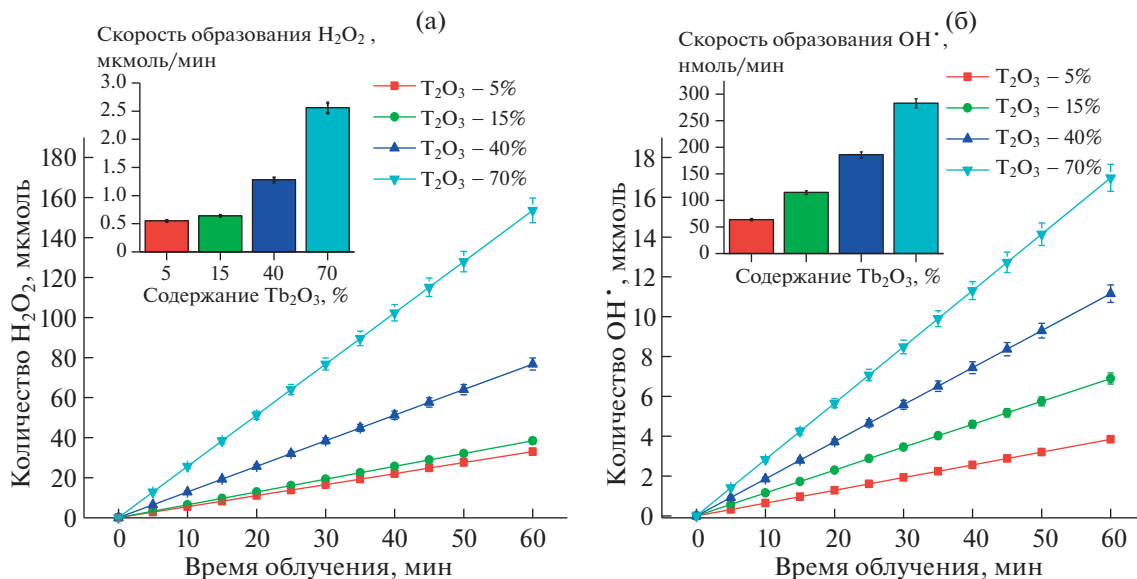 (а)
Скорость образования H₂O₂ ,
мкмоль/мин
3.0
2.5
2.0
1.5
1.0
0.5
0
5 15 40 70
Содержание Tb₂O₃, %
T₂O₃ – 5%
T₂O₃ – 15%
T₂O₃ – 40%
T₂O₃ – 70%
Количество H₂O₂, мкмоль
180
160
140
120
100
80
60
40
20
0
0 10 20 30 40 50 60
Время облучения, мин
(б)
Скорость образования OH•,
нмоль/мин
300
250
200
150
100
50
0
Содержание Tb₂O₃, %
T₂O₃ – 5%
T₂O₃ – 15%
T₂O₃ – 40%
T₂O₃ – 70%
Количество OH•, мкмоль
18
16
14
12
10
8
6
4
2
0
0 10 20 30 40 50 60
Время облучения, мин